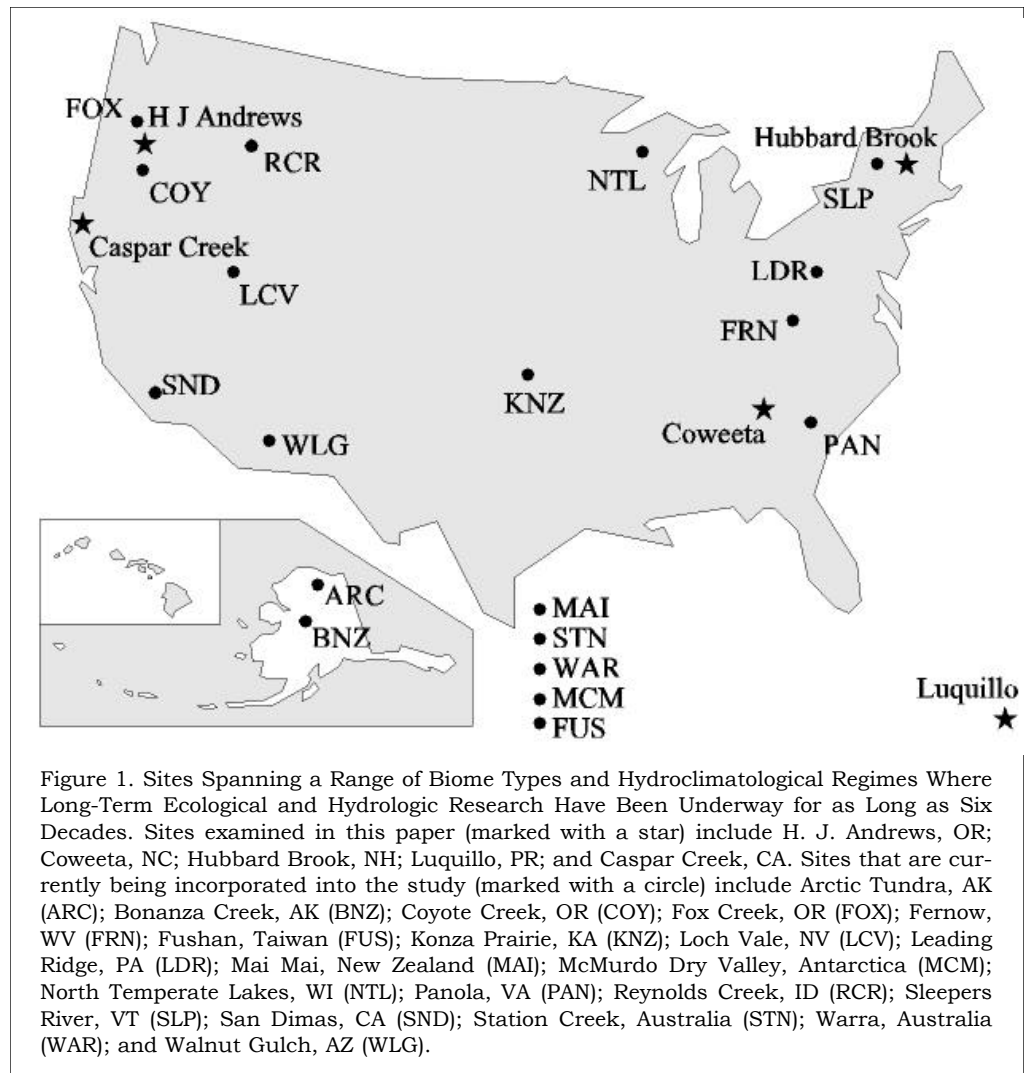 FOX
H J Andrews
RCR
COY
Caspar Creek
LCV
SND
WLG
NTL
KNZ
Hubbard Brook
SLP
LDR
FRN
Coweeta
PAN
ARC
BNZ
MAI
STN
WAR
MCM
FUS
Luquillo
Figure 1. Sites Spanning a Range of Biome Types and Hydroclimatological Regimes Where
Long-Term Ecological and Hydrologic Research Have Been Underway for as Long as Six
Decades. Sites examined in this paper (marked with a star) include H. J. Andrews, OR;
Coweeta, NC; Hubbard Brook, NH; Luquillo, PR; and Caspar Creek, CA. Sites that are cur-
rently being incorporated into the study (marked with a circle) include Arctic Tundra, AK
(ARC); Bonanza Creek, AK (BNZ); Coyote Creek, OR (COY); Fox Creek, OR (FOX); Fernow,
WV (FRN); Fushan, Taiwan (FUS); Konza Prairie, KA (KNZ); Loch Vale, NV (LCV); Leading
Ridge, PA (LDR); Mai Mai, New Zealand (MAI); McMurdo Dry Valley, Antarctica (MCM);
North Temperate Lakes, WI (NTL); Panola, VA (PAN); Reynolds Creek, ID (RCR); Sleepers
River, VT (SLP); San Dimas, CA (SND); Station Creek, Australia (STN); Warra, Australia
(WAR); and Walnut Gulch, AZ (WLG).